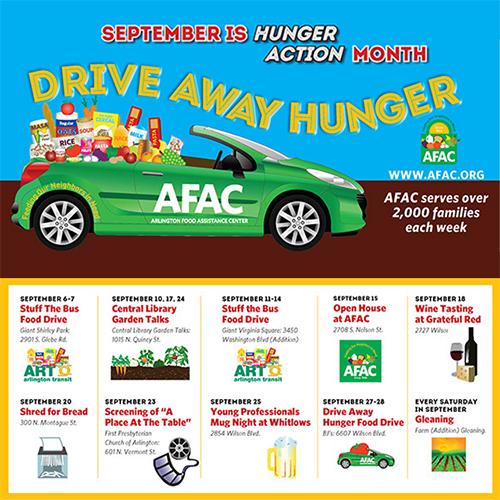 SEPTEMBER IS HUNGER
ACTION MONTH
DRIVE AWAY HUNGER
MASA
Regular
OATS
SOUP
CEREAL
RICE
PASTA
AFAC
WWW.AFAC.ORG
Feeding Our Neighbors in Need
AFAC
ARLINGTON FOOD ASSISTANCE CENTER
AFAC serves over
2,000 families
each week
SEPTEMBER 6-7
Stuff The Bus
Food Drive
Giant Shirley Park:
2901 S. Glebe Rd.
ART
arlington transit
SEPTEMBER 10, 17, 24
Central Library
Garden Talks
Central Library Garden Talks:
1015 N. Quincy St.
SEPTEMBER 11-14
Stuff the Bus
Food Drive
Giant Virginia Square: 3450
Washington Blvd (Addition)
ART
arlington transit
SEPTEMBER 15
Open House
at AFAC
2708 S. Nelson St.
AFAC
SEPTEMBER 18
Wine Tasting
at Grateful Red
2727 Wilson
SEPTEMBER 20
Shred for Bread
300 N. Montague St.
SEPTEMBER 23
Screening of "A
Place At The Table"
First Presbyterian
Church of Arlington:
601 N. Vermont St.
SEPTEMBER 25
Young Professionals
Mug Night at Whitlows
2854 Wilson Blvd.
SEPTEMBER 27-28
Drive Away
Hunger Food Drive
BJ's: 6607 Wilson Blvd.
AFAC
EVERY SATURDAY
IN SEPTEMBER
Gleaning
Farm (Addition) Gleaning.